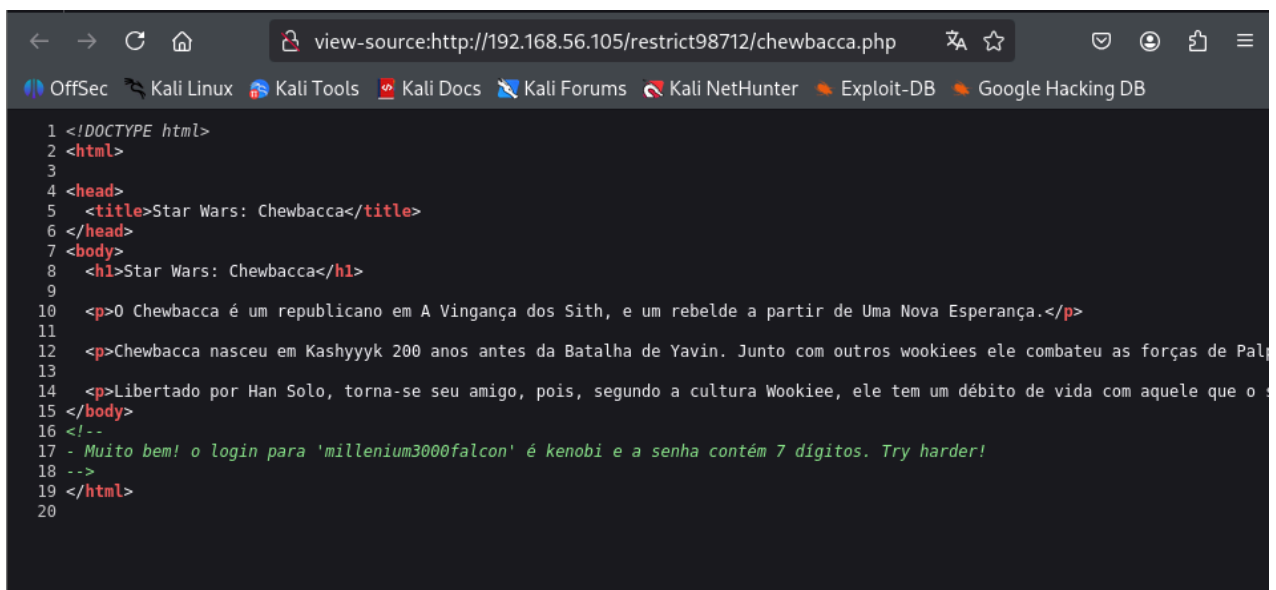 view-source:http://192.168.56.105/restrict98712/chewbacca.php
OffSec Kali Linux Kali Tools Kali Docs Kali Forums Kali NetHunter Exploit-DB Google Hacking DB
1 <!DOCTYPE html>
2 <html>
3
4 <head>
5 <title>Star Wars: Chewbacca</title>
6 </head>
7 <body>
8 <h1>Star Wars: Chewbacca</h1>
9
10 <p>O Chewbacca é um republicano em A Vingança dos Sith, e um rebelde a partir de Uma Nova Esperança.</p>
11
12 <p>Chewbacca nasceu em Kashyyyk 200 anos antes da Batalha de Yavin. Junto com outros wookiees ele combateu as forças de Palp
13
14 <p>Libertado por Han Solo, torna-se seu amigo, pois, segundo a cultura Wookiee, ele tem um débito de vida com aquele que o s
15 </body>
16 <!--
17 - Muito bem! o login para 'millenium3000falcon' é kenobi e a senha contém 7 dígitos. Try harder!
18 -->
19 </html>
20